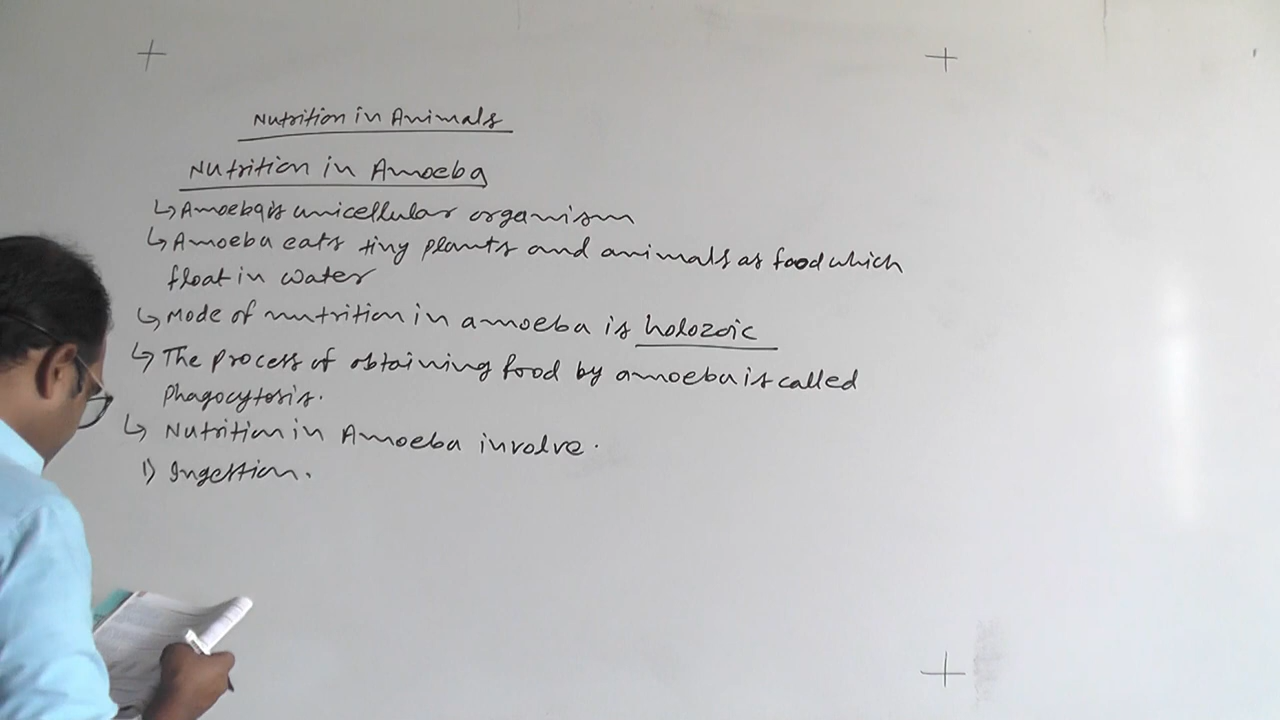 Nutrition in Animals
Nutrition in Amoeba
↳ Amoeba is unicellular organism
↳ Amoeba eats tiny plants and animals as food which
float in water
↳ Mode of nutrition in amoeba is holozoic
↳ The process of obtaining food by amoeba is called
Phagocytosis.
↳ Nutrition in Amoeba involve.
1) Ingestion.